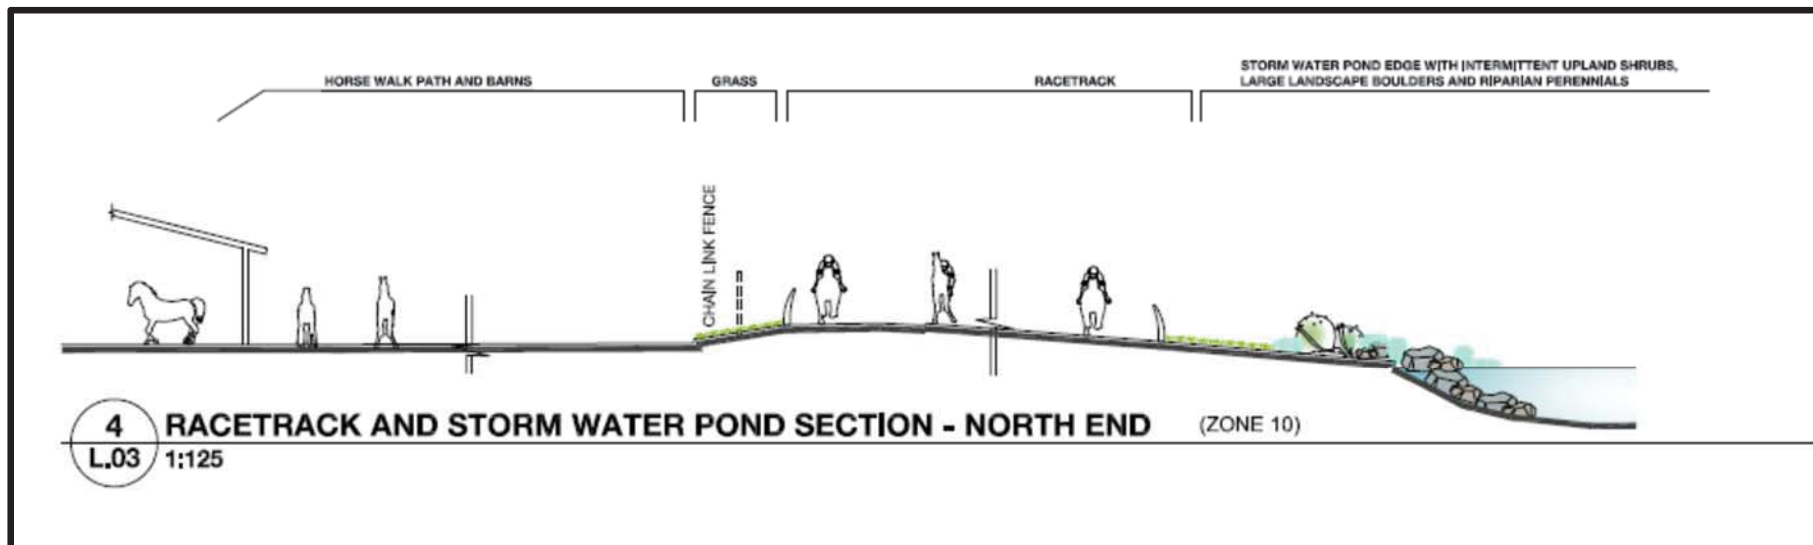 STORM WATER POND EDGE WITH INTERMITTENT UPLAND SHRUBS,
HORSE WALK PATH AND BARNS GRASS RACETRACK LARGE LANDSCAPE BOULDERS AND RIPARIAN PERENNIALS
CHAIN LINK FENCE
4 RACETRACK AND STORM WATER POND SECTION - NORTH END (ZONE 10)
L.03 1:125